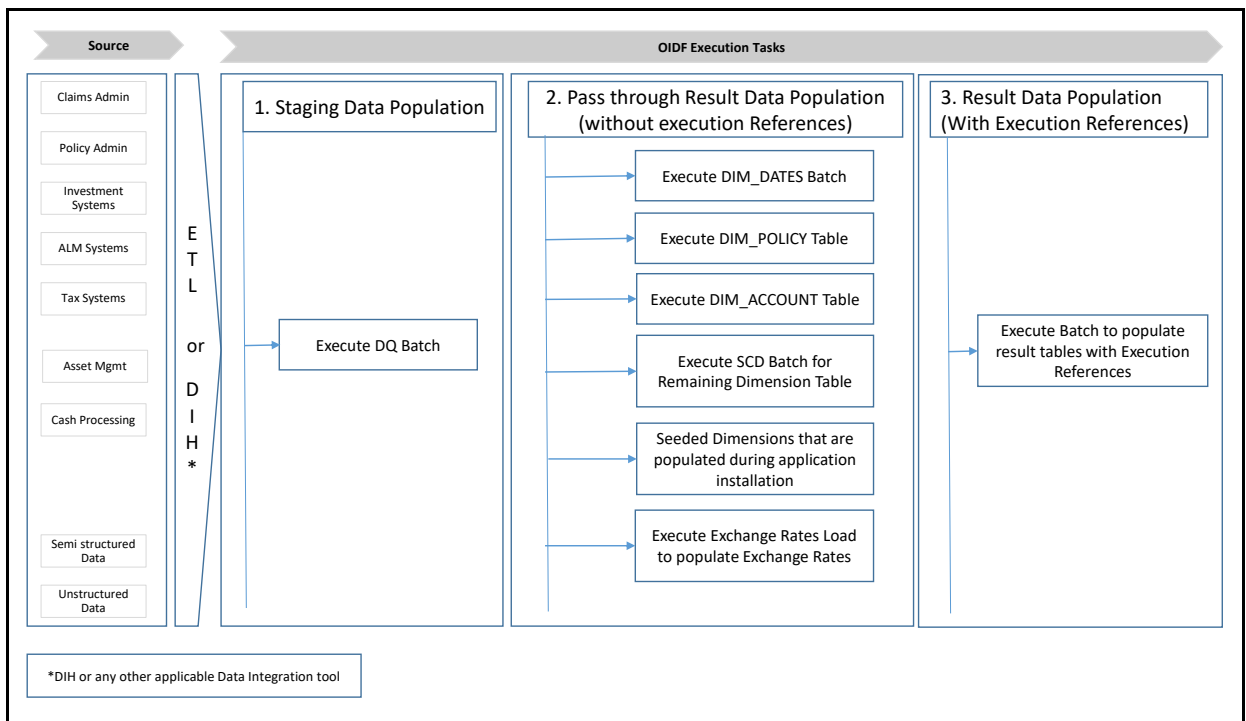 Source
OIDF Execution Tasks
Claims Admin
Policy Admin
Investment
Systems
ALM Systems
Tax Systems
Asset Mgmt
Cash Processing
Semi structured
Data
Unstructured
Data
E
T
L
or
D
I
H
*
1. Staging Data Population
Execute DQ Batch
2. Pass through Result Data Population
(without execution References)
Execute DIM_DATES Batch
Execute DIM_POLICY Table
Execute DIM_ACCOUNT Table
Execute SCD Batch for
Remaining Dimension Table
Seeded Dimensions that are
populated during application
installation
Execute Exchange Rates Load
to populate Exchange Rates
3. Result Data Population
(With Execution References)
Execute Batch to populate
result tables with Execution
References
*DIH or any other applicable Data Integration tool